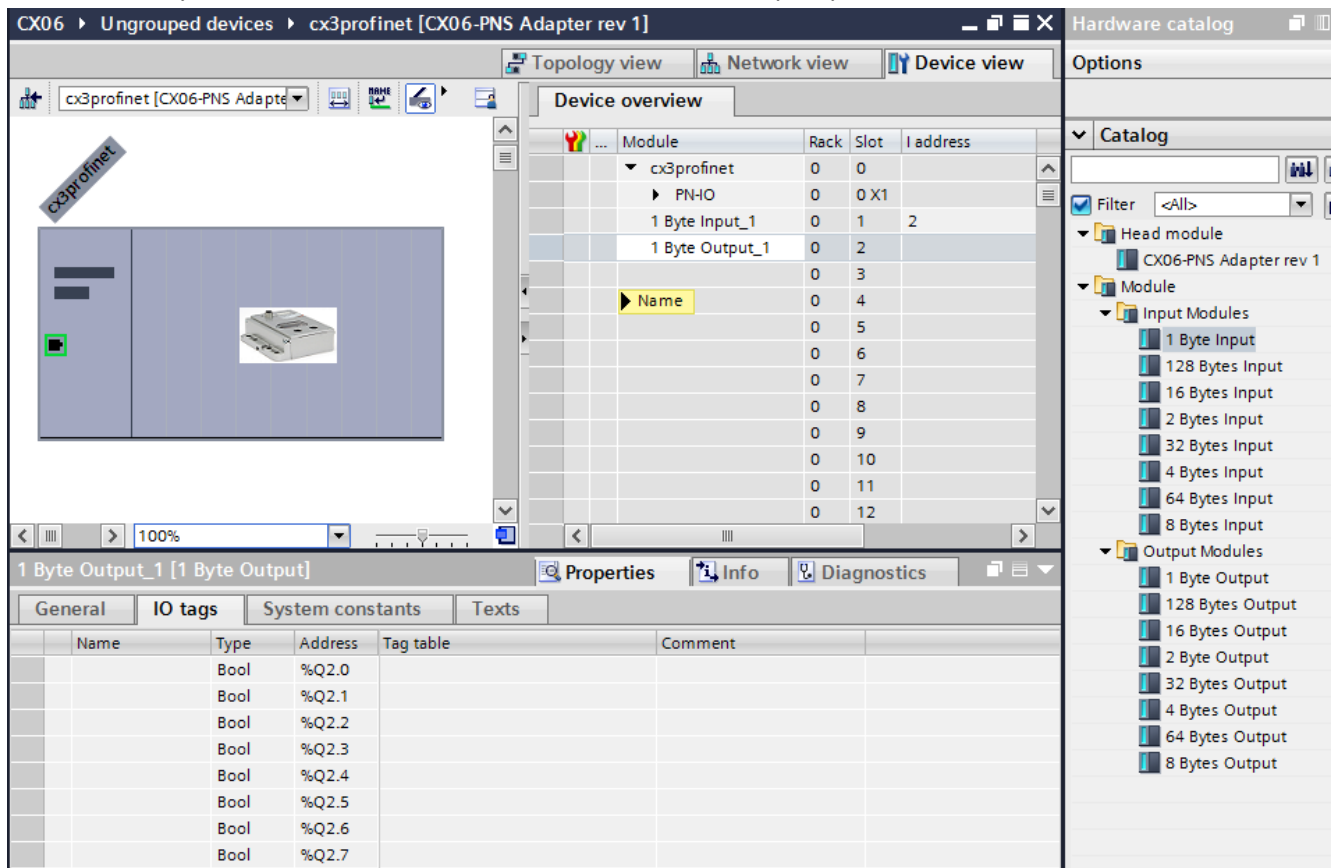 CX06 ▸ Ungrouped devices ▸ cx3profinet [CX06-PNS Adapter rev 1]
Topology view Network view Device view
cx3profinet [CX06-PNS Adapte
NAME
cx3profinet
100%
Device overview
... Module Rack Slot I address
cx3profinet 0 0
PN-IO 0 0 X1
1 Byte Input_1 0 1 2
1 Byte Output_1 0 2
0 3
Name 0 4
0 5
0 6
0 7
0 8
0 9
0 10
0 11
0 12
1 Byte Output_1 [1 Byte Output]
Properties Info Diagnostics
General IO tags System constants Texts
Name Type Address Tag table Comment
Bool %Q2.0
Bool %Q2.1
Bool %Q2.2
Bool %Q2.3
Bool %Q2.4
Bool %Q2.5
Bool %Q2.6
Bool %Q2.7
Hardware catalog
Options
Catalog
Filter <All>
Head module
CX06-PNS Adapter rev 1
Module
Input Modules
1 Byte Input
128 Bytes Input
16 Bytes Input
2 Bytes Input
32 Bytes Input
4 Bytes Input
64 Bytes Input
8 Bytes Input
Output Modules
1 Byte Output
128 Bytes Output
16 Bytes Output
2 Byte Output
32 Bytes Output
4 Bytes Output
64 Bytes Output
8 Bytes Output